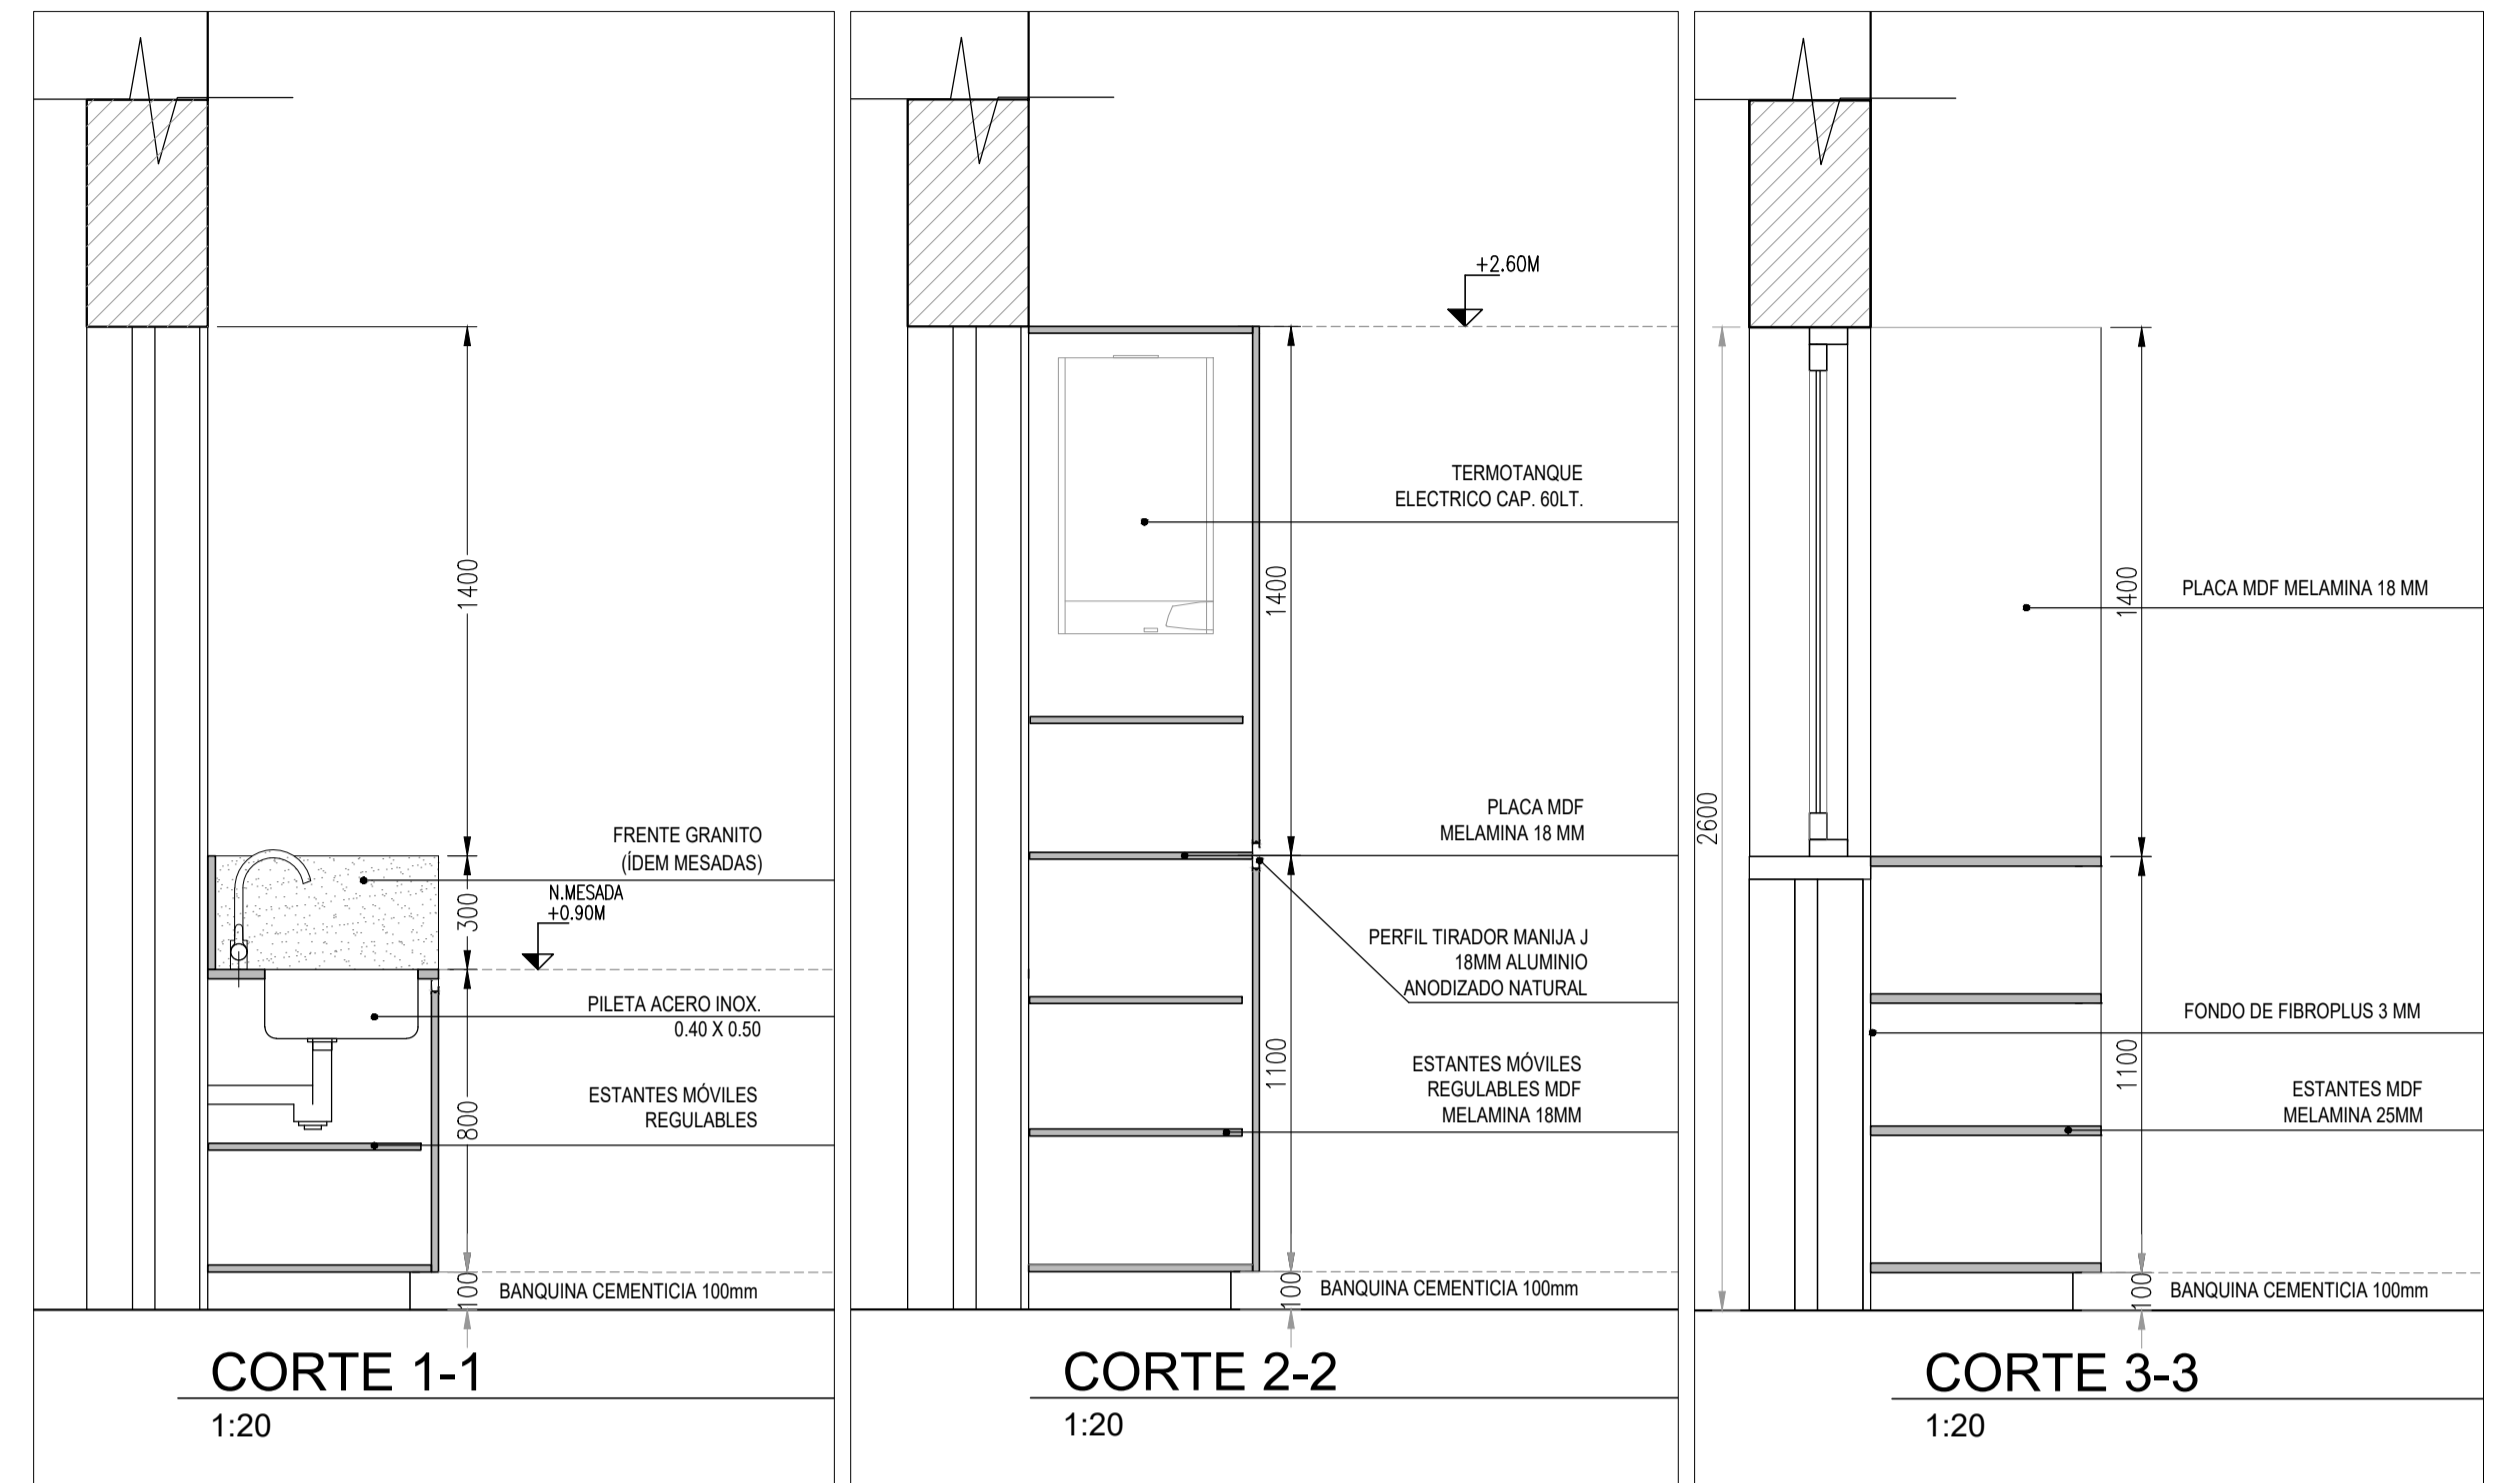 1400
FRENTE GRANITO
(ÍDEM MESADAS)
N.MESADA
+0.90M
300
PILETA ACERO INOX.
0.40 X 0.50
ESTANTES MÓVILES
REGULABLES
800
BANQUINA CEMENTICIA 100mm
100
CORTE 1-1
1:20
+2.60M
TERMOTANQUE
ELECTRICO CAP. 60LT.
1400
PLACA MDF
MELAMINA 18 MM
PERFIL TIRADOR MANIJA J
18MM ALUMINIO
ANODIZADO NATURAL
1100
ESTANTES MÓVILES
REGULABLES MDF
MELAMINA 18MM
BANQUINA CEMENTICIA 100mm
100
CORTE 2-2
1:20
1400
PLACA MDF MELAMINA 18 MM
2600
FONDO DE FIBROPLUS 3 MM
1100
ESTANTES MDF
MELAMINA 25MM
BANQUINA CEMENTICIA 100mm
100
CORTE 3-3
1:20